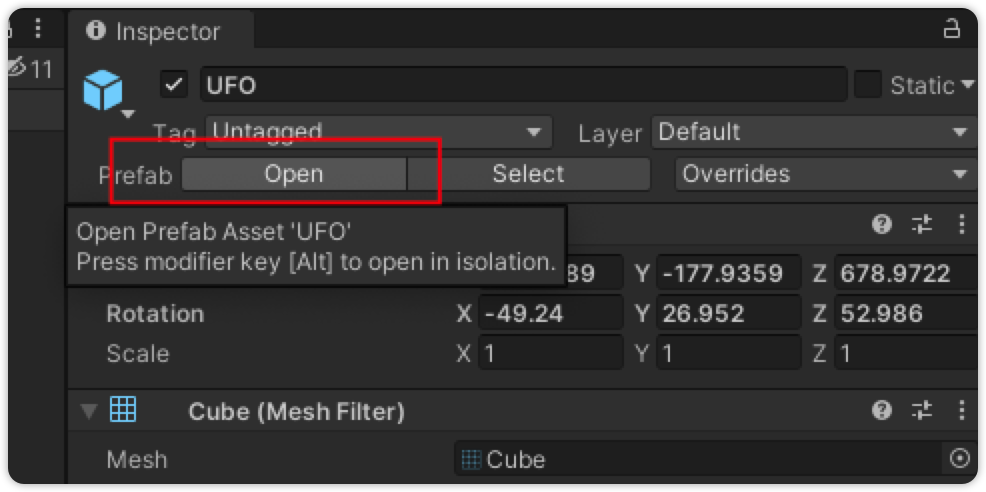 11
Inspector
UFO
Static
Tag Untagged Layer Default
Prefab Open Select Overrides
Open Prefab Asset 'UFO'
Press modifier key [Alt] to open in isolation.
89 Y -177.9359 Z 678.9722
Rotation X -49.24 Y 26.952 Z 52.986
Scale X 1 Y 1 Z 1
Cube (Mesh Filter)
Mesh Cube